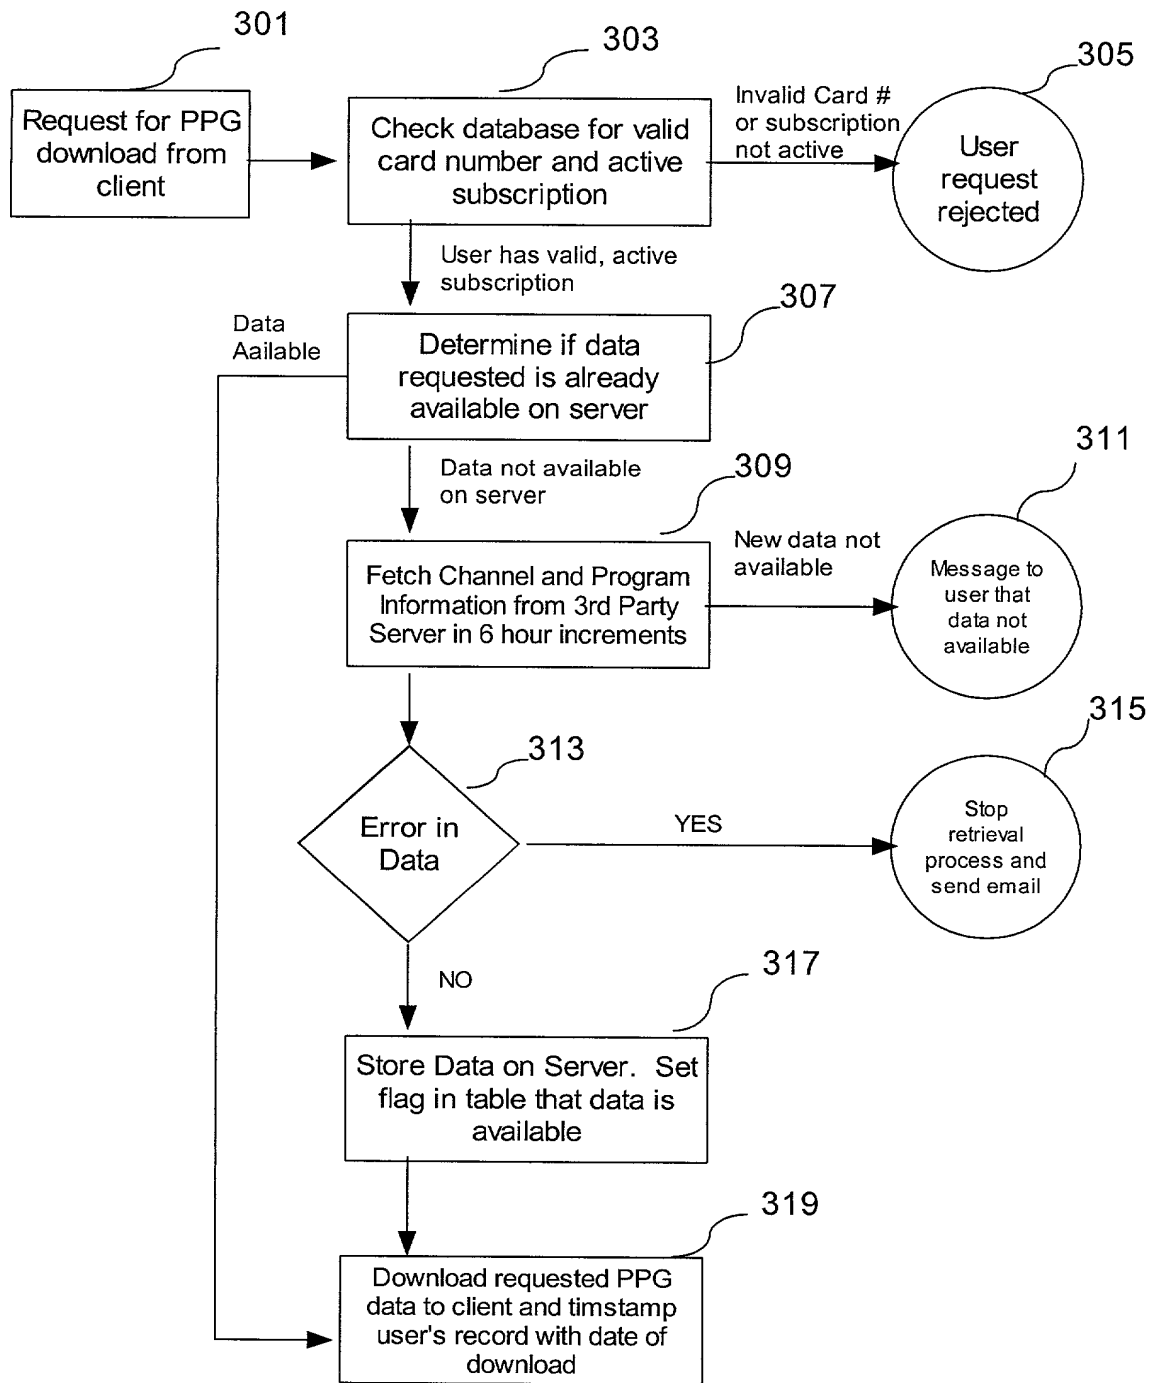 301
303
305
Request for PPG
download from
client
Check database for valid
card number and active
subscription
Invalid Card #
or subscription
not active
User
request
rejected
User has valid, active
subscription
307
Data
Aailable
Determine if data
requested is already
available on server
Data not available
on server
309
311
Fetch Channel and Program
Information from 3rd Party
Server in 6 hour increments
New data not
available
Message to
user that
data not
available
313
315
Error in
Data
YES
Stop
retrieval
process and
send email
NO
317
Store Data on Server. Set
flag in table that data is
available
319
Download requested PPG
data to client and timstamp
user's record with date of
download